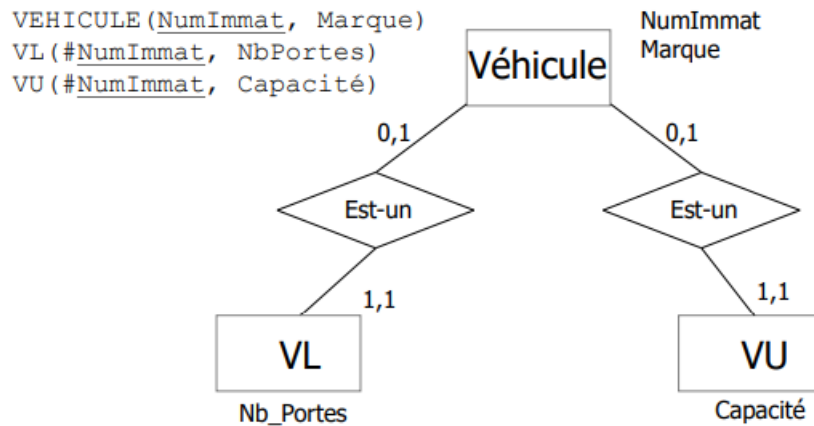 VEHICULE(NumImmat, Marque)
VL(#NumImmat, NbPortes)
VU(#NumImmat, Capacité)
NumImmat
Marque
Véhicule
0,1
0,1
Est-un
Est-un
1,1
1,1
VL
VU
Nb_Portes
Capacité